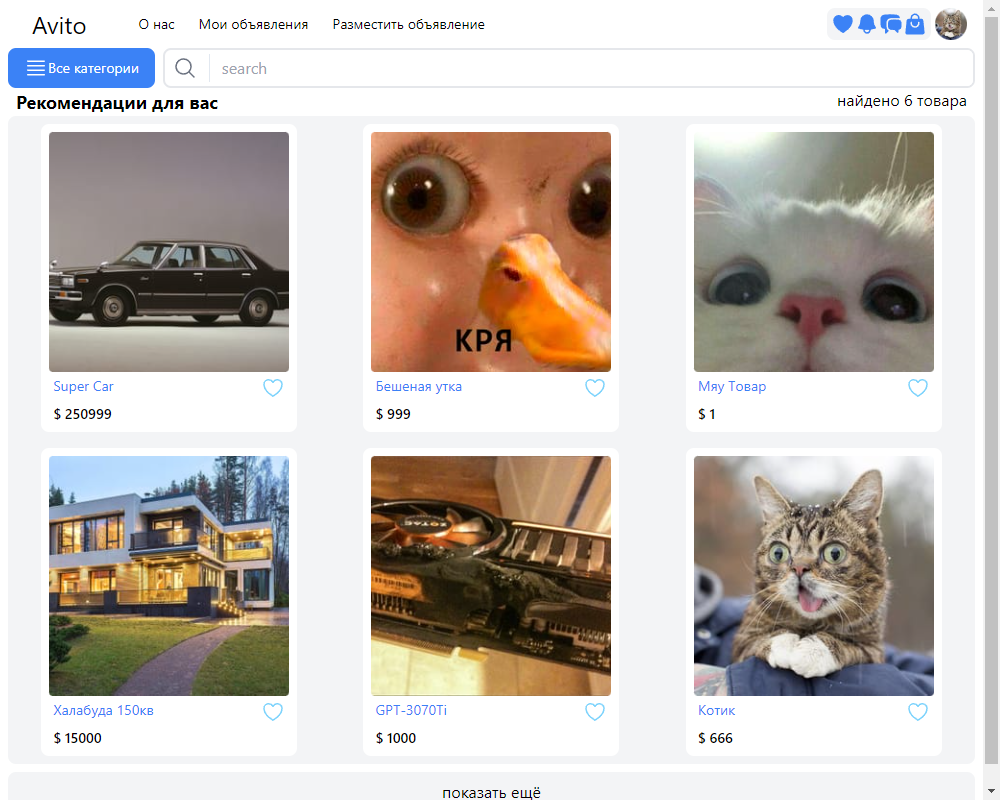 Avito
О нас
Мои объявления
Разместить объявление
Все категории
search
Рекомендации для вас
найдено 6 товара
КРЯ
Super Car
$ 250999
Бешеная утка
$ 999
Мяу Товар
$ 1
ZOTAC
Халабуда 150кв
$ 15000
GPT-3070Ti
$ 1000
Котик
$ 666
показать ещё